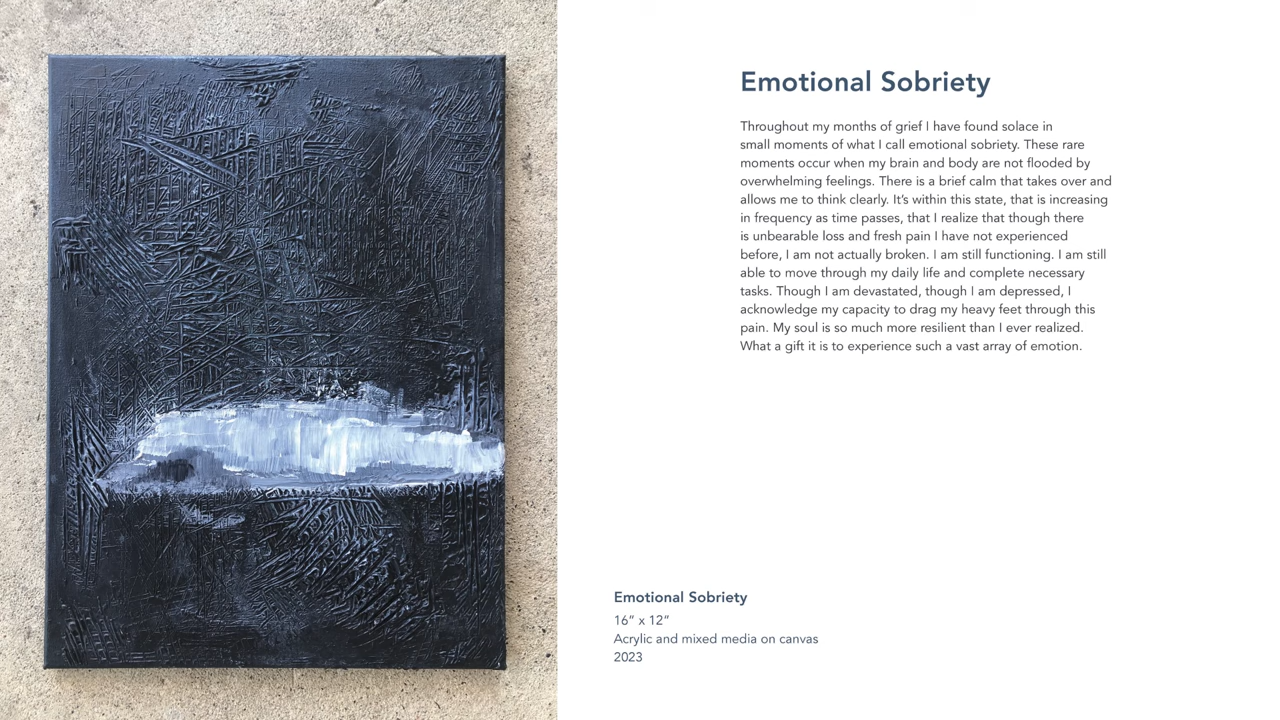 Emotional Sobriety
Throughout my months of grief I have found solace in
small moments of what I call emotional sobriety. These rare
moments occur when my brain and body are not flooded by
overwhelming feelings. There is a brief calm that takes over and
allows me to think clearly. It’s within this state, that is increasing
in frequency as time passes, that I realize that though there
is unbearable loss and fresh pain I have not experienced
before, I am not actually broken. I am still functioning. I am still
able to move through my daily life and complete necessary
tasks. Though I am devastated, though I am depressed, I
acknowledge my capacity to drag my heavy feet through this
pain. My soul is so much more resilient than I ever realized.
What a gift it is to experience such a vast array of emotion.
Emotional Sobriety
16” x 12”
Acrylic and mixed media on canvas
2023